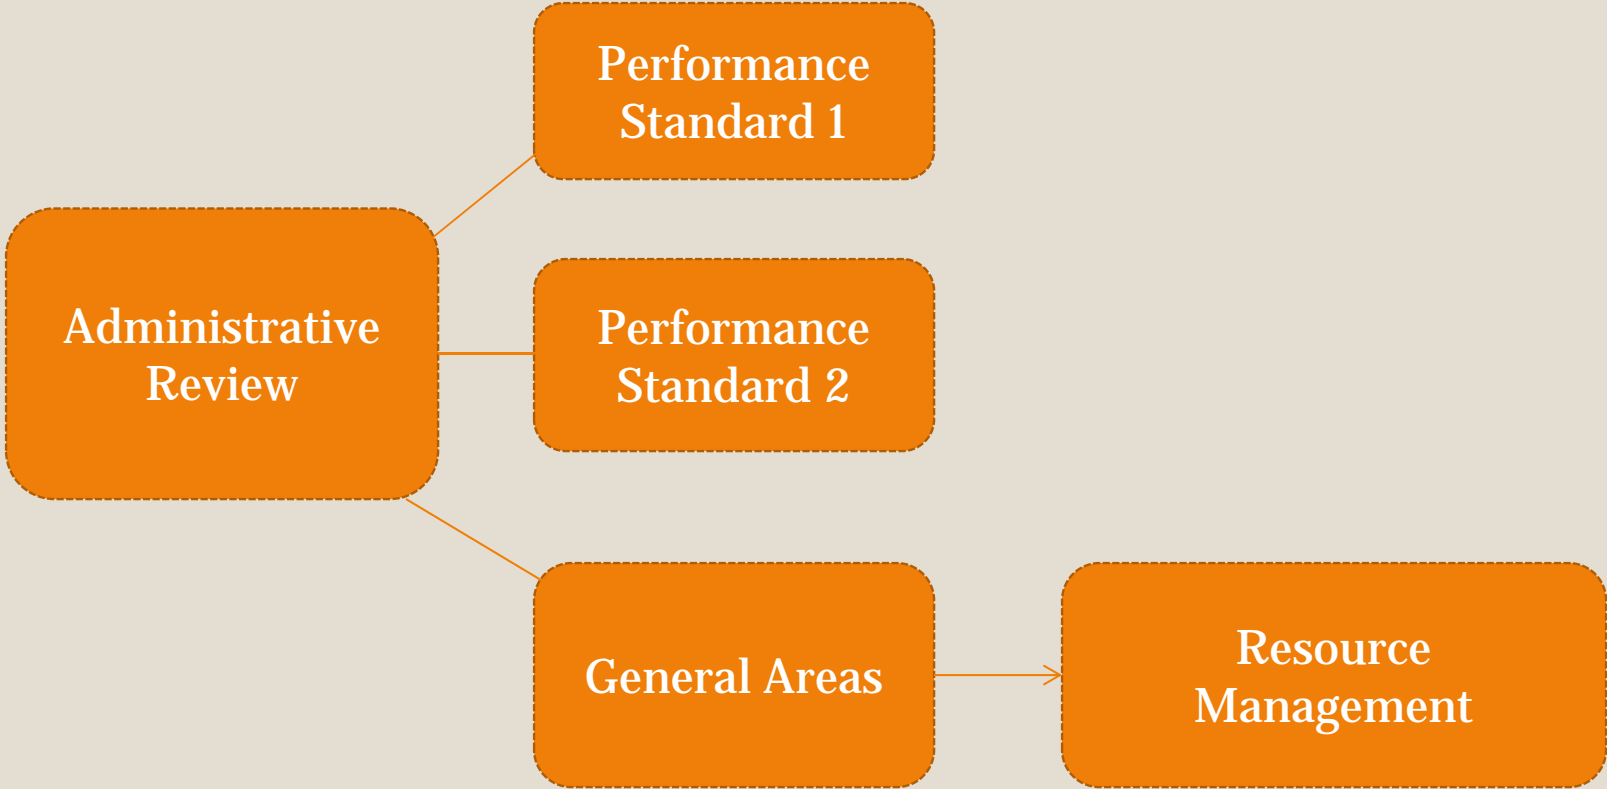 Performance
Standard 1
Administrative
Review
Performance
Standard 2
General Areas
Resource
Management